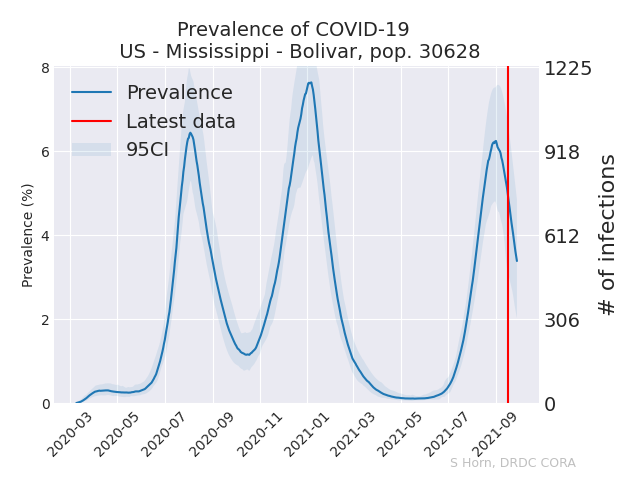 Prevalence of COVID-19
US - Mississippi - Bolivar, pop. 30628
Prevalence
Latest data
95CI
Prevalence (%)
8
6
4
2
0
1225
918
612
306
0
# of infections
2020-03
2020-05
2020-07
2020-09
2020-11
2021-01
2021-03
2021-05
2021-07
2021-09
S Horn, DRDC CORA